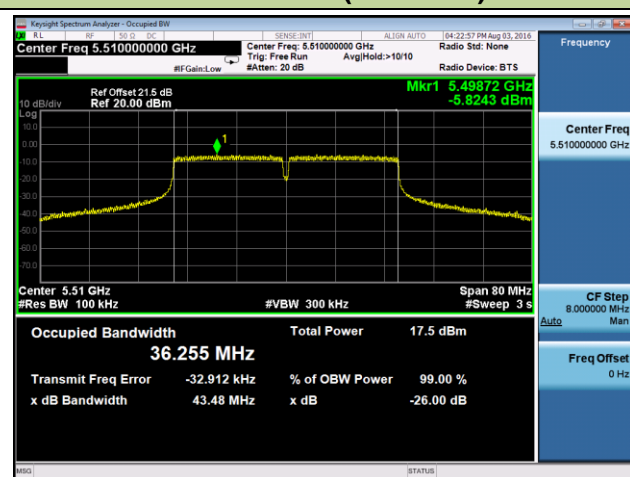 Keysight Spectrum Analyzer - Occupied BW
RL RF 50 Ω DC SENSE:INT ALIGN AUTO 04:22:57 PM Aug 03, 2016
Center Freq 5.510000000 GHz Center Freq: 5.510000000 GHz Radio Std: None
Trig: Free Run Avg|Hold:>10/10
#IFGain:Low #Atten: 20 dB Radio Device: BTS
Frequency
Ref Offset 21.5 dB Mkr1 5.49872 GHz
10 dB/div Ref 20.00 dBm -5.8243 dBm
Log
10.0
0.00
1
-10.0
-20.0
-30.0
-40.0
-50.0
-60.0
-70.0
Center Freq
5.510000000 GHz
Center 5.51 GHz Span 80 MHz
#Res BW 100 kHz #VBW 300 kHz #Sweep 3 s
CF Step
8.000000 MHz
Auto Man
Occupied Bandwidth Total Power 17.5 dBm
36.255 MHz
Transmit Freq Error -32.912 kHz % of OBW Power 99.00 %
x dB Bandwidth 43.48 MHz x dB -26.00 dB
Freq Offset
0 Hz
MSG STATUS